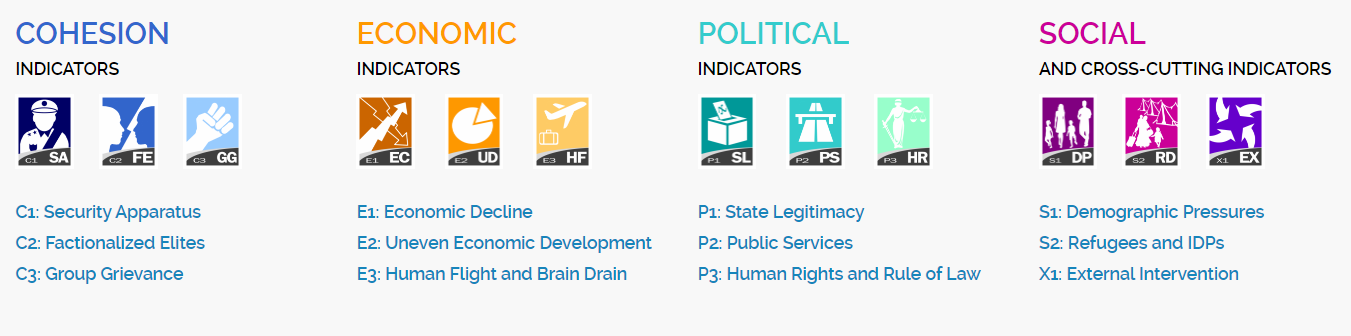 COHESION
INDICATORS
C1 SA
C2 FE
C3 GG
C1: Security Apparatus
C2: Factionalized Elites
C3: Group Grievance
ECONOMIC
INDICATORS
E1 EC
E2 UD
E3 HF
E1: Economic Decline
E2: Uneven Economic Development
E3: Human Flight and Brain Drain
POLITICAL
INDICATORS
P1 SL
P2 PS
P3 HR
P1: State Legitimacy
P2: Public Services
P3: Human Rights and Rule of Law
SOCIAL
AND CROSS-CUTTING INDICATORS
S1 DP
S2 RD
X1 EX
S1: Demographic Pressures
S2: Refugees and IDPs
X1: External Intervention